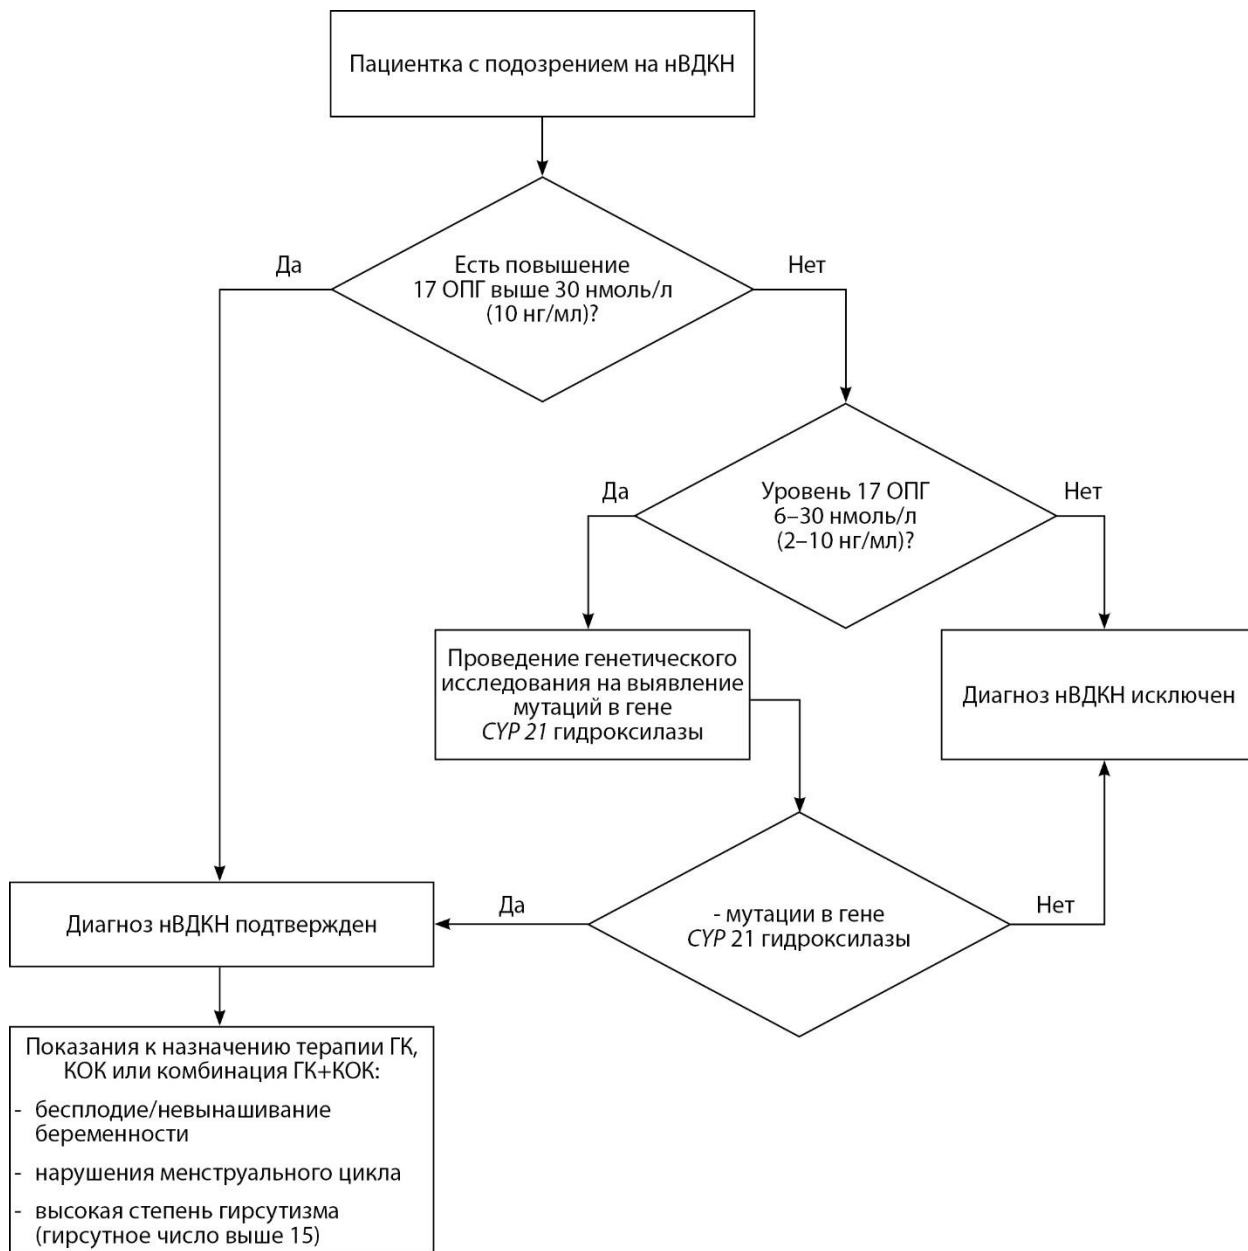 Пациентка с подозрением на нВДКН
Да
Есть повышение
17 ОПГ выше 30 нмоль/л
(10 нг/мл)?
Нет
Да
Уровень 17 ОПГ
6–30 нмоль/л
(2–10 нг/мл)?
Нет
Проведение генетического
исследования на выявление
мутаций в гене
CYP 21 гидроксилазы
Диагноз нВДКН исключен
Диагноз нВДКН подтвержден
Да
- мутации в гене
CYP 21 гидроксилазы
Нет
Показания к назначению терапии ГК,
КОК или комбинация ГК+КОК:
- бесплодие/невынашивание
беременности
- нарушения менструального цикла
- высокая степень гирсутизма
(гирсутное число выше 15)